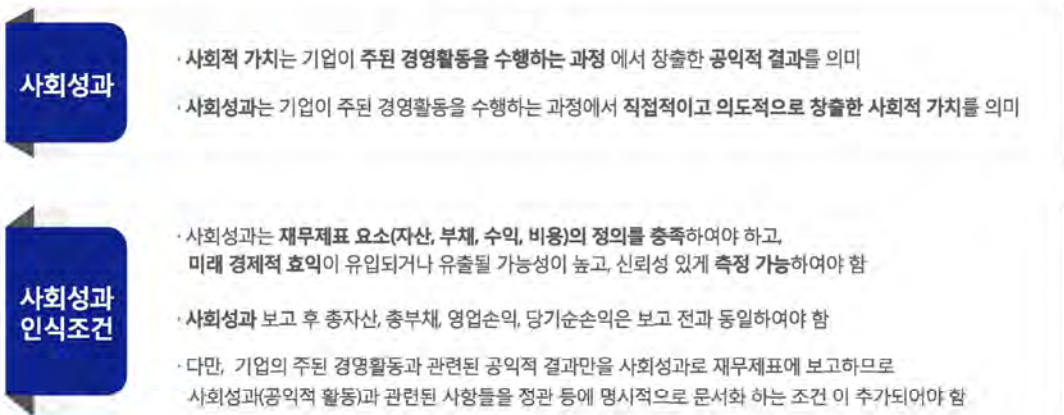 사회성과
· 사회적 가치는 기업이 주된 경영활동을 수행하는 과정 에서 창출한 공익적 결과를 의미
· 사회성과는 기업이 주된 경영활동을 수행하는 과정에서 직접적이고 의도적으로 창출한 사회적 가치를 의미
사회성과
인식조건
· 사회성과는 재무제표 요소(자산, 부채, 수익, 비용)의 정의를 충족하여야 하고,
미래 경제적 효익이 유입되거나 유출될 가능성이 높고, 신뢰성 있게 측정 가능하여야 함
· 사회성과 보고 후 총자산, 총부채, 영업손익, 당기순손익은 보고 전과 동일하여야 함
· 다만, 기업의 주된 경영활동과 관련된 공익적 결과만을 사회성과로 재무제표에 보고하므로
사회성과(공익적 활동)과 관련된 사항들을 정관 등에 명시적으로 문서화 하는 조건 이 추가되어야 함